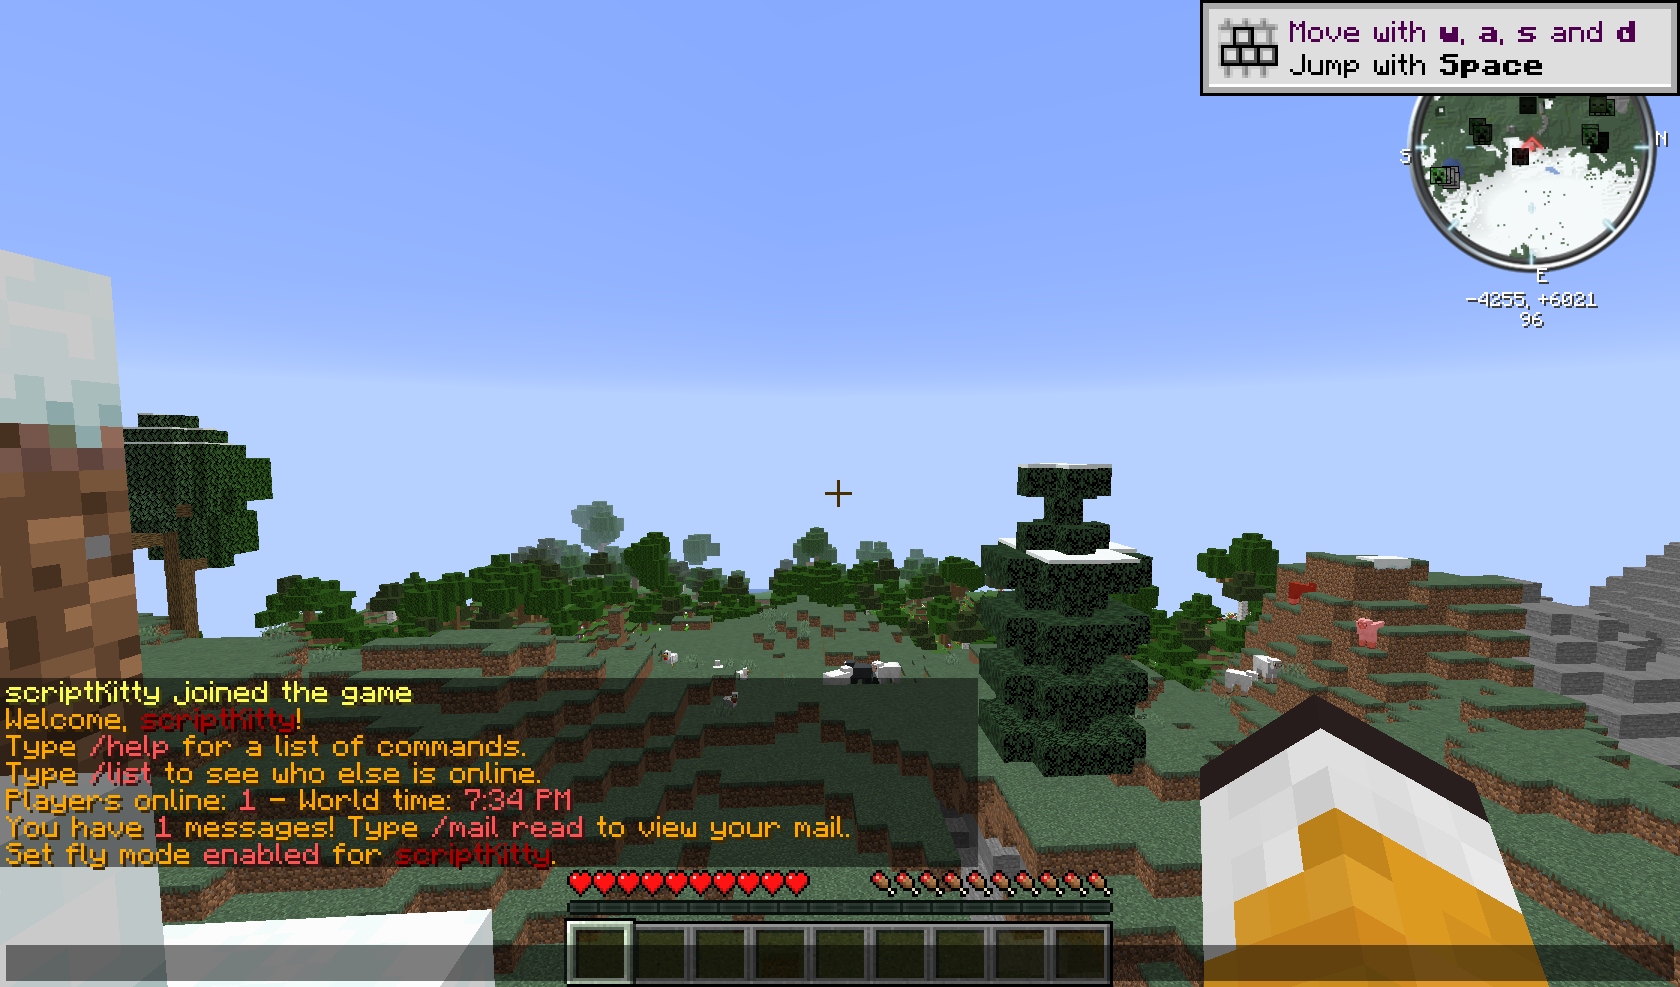 Move with w, a, s and d
Jump with Space
S
N
E
-4255, +6021
96
scriptKitty joined the game
Welcome, scriptKitty!
Type /help for a list of commands.
Type /list to see who else is online.
Players online: 1 - World time: 7:34 PM
You have 1 messages! Type /mail read to view your mail.
Set fly mode enabled for scriptKitty.